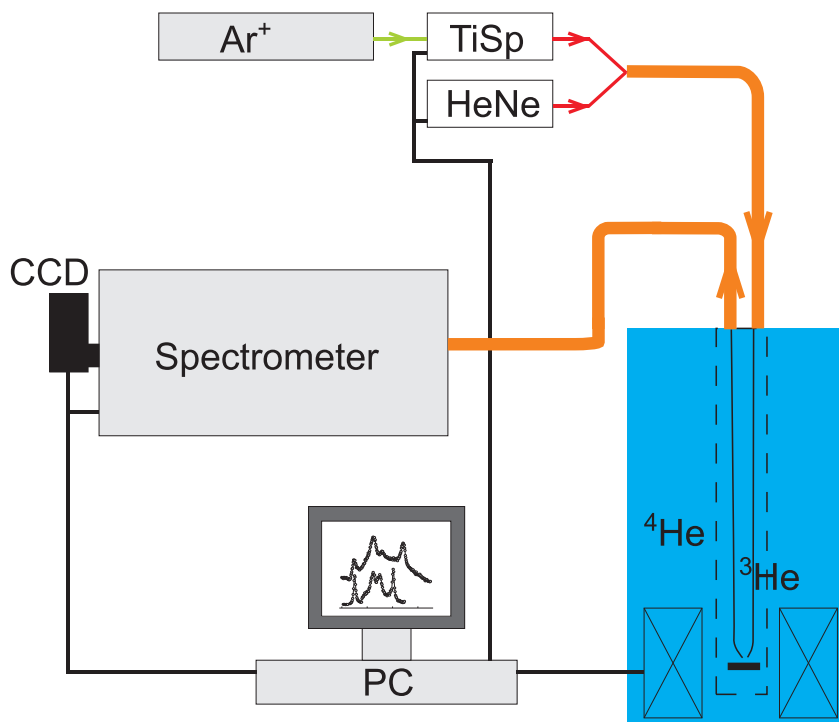 Ar⁺
TiSp
HeNe
CCD
Spectrometer
⁴He
³He
PC